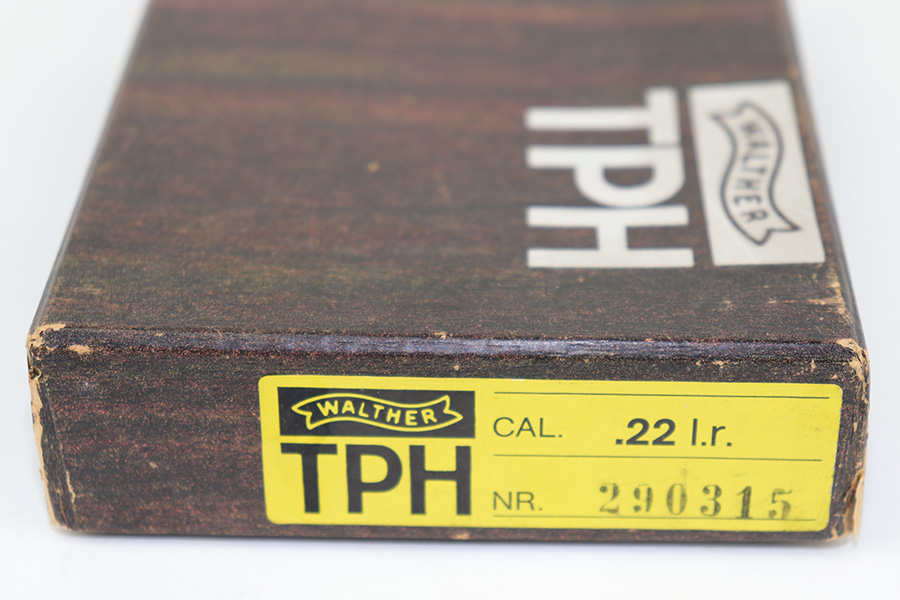 WALTHER
TPH
WALTHER
TPH
CAL. .22 l.r.
NR. 290315